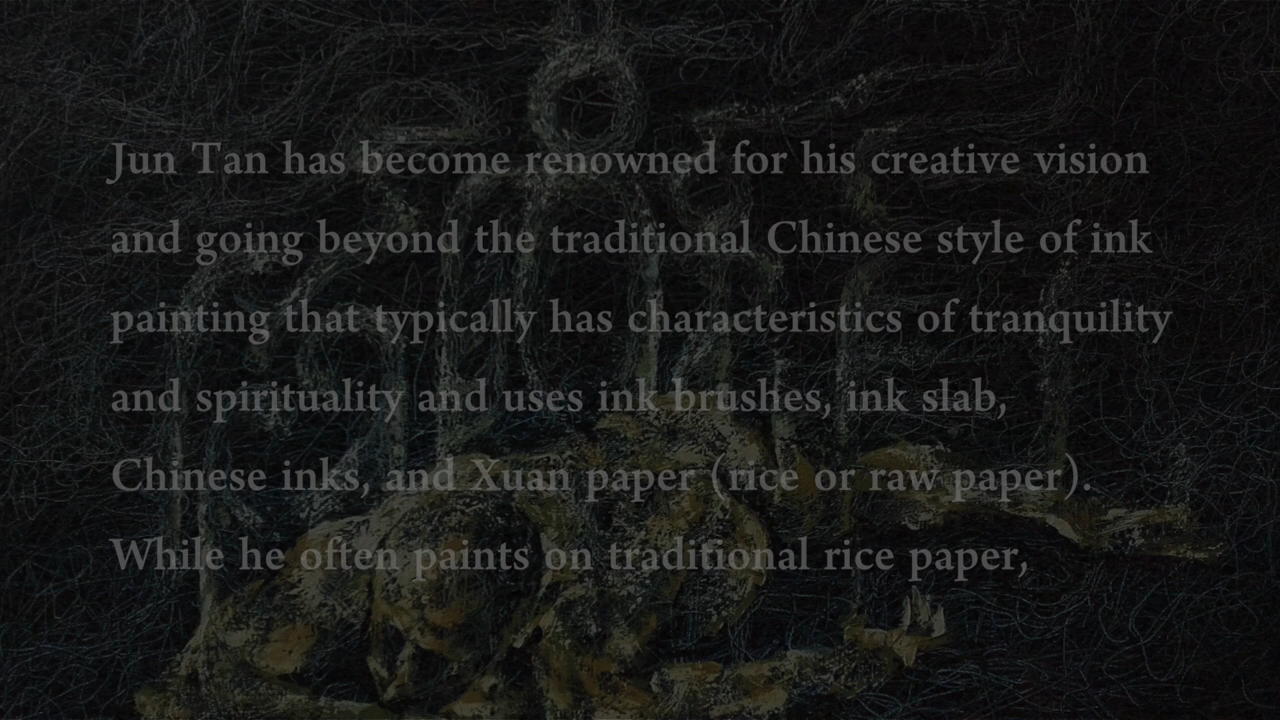 Jun Tan has become renowned for his creative vision
and going beyond the traditional Chinese style of ink
painting that typically has characteristics of tranquility
and spirituality and uses ink brushes, ink slab,
Chinese inks, and Xuan paper (rice or raw paper).
While he often paints on traditional rice paper,